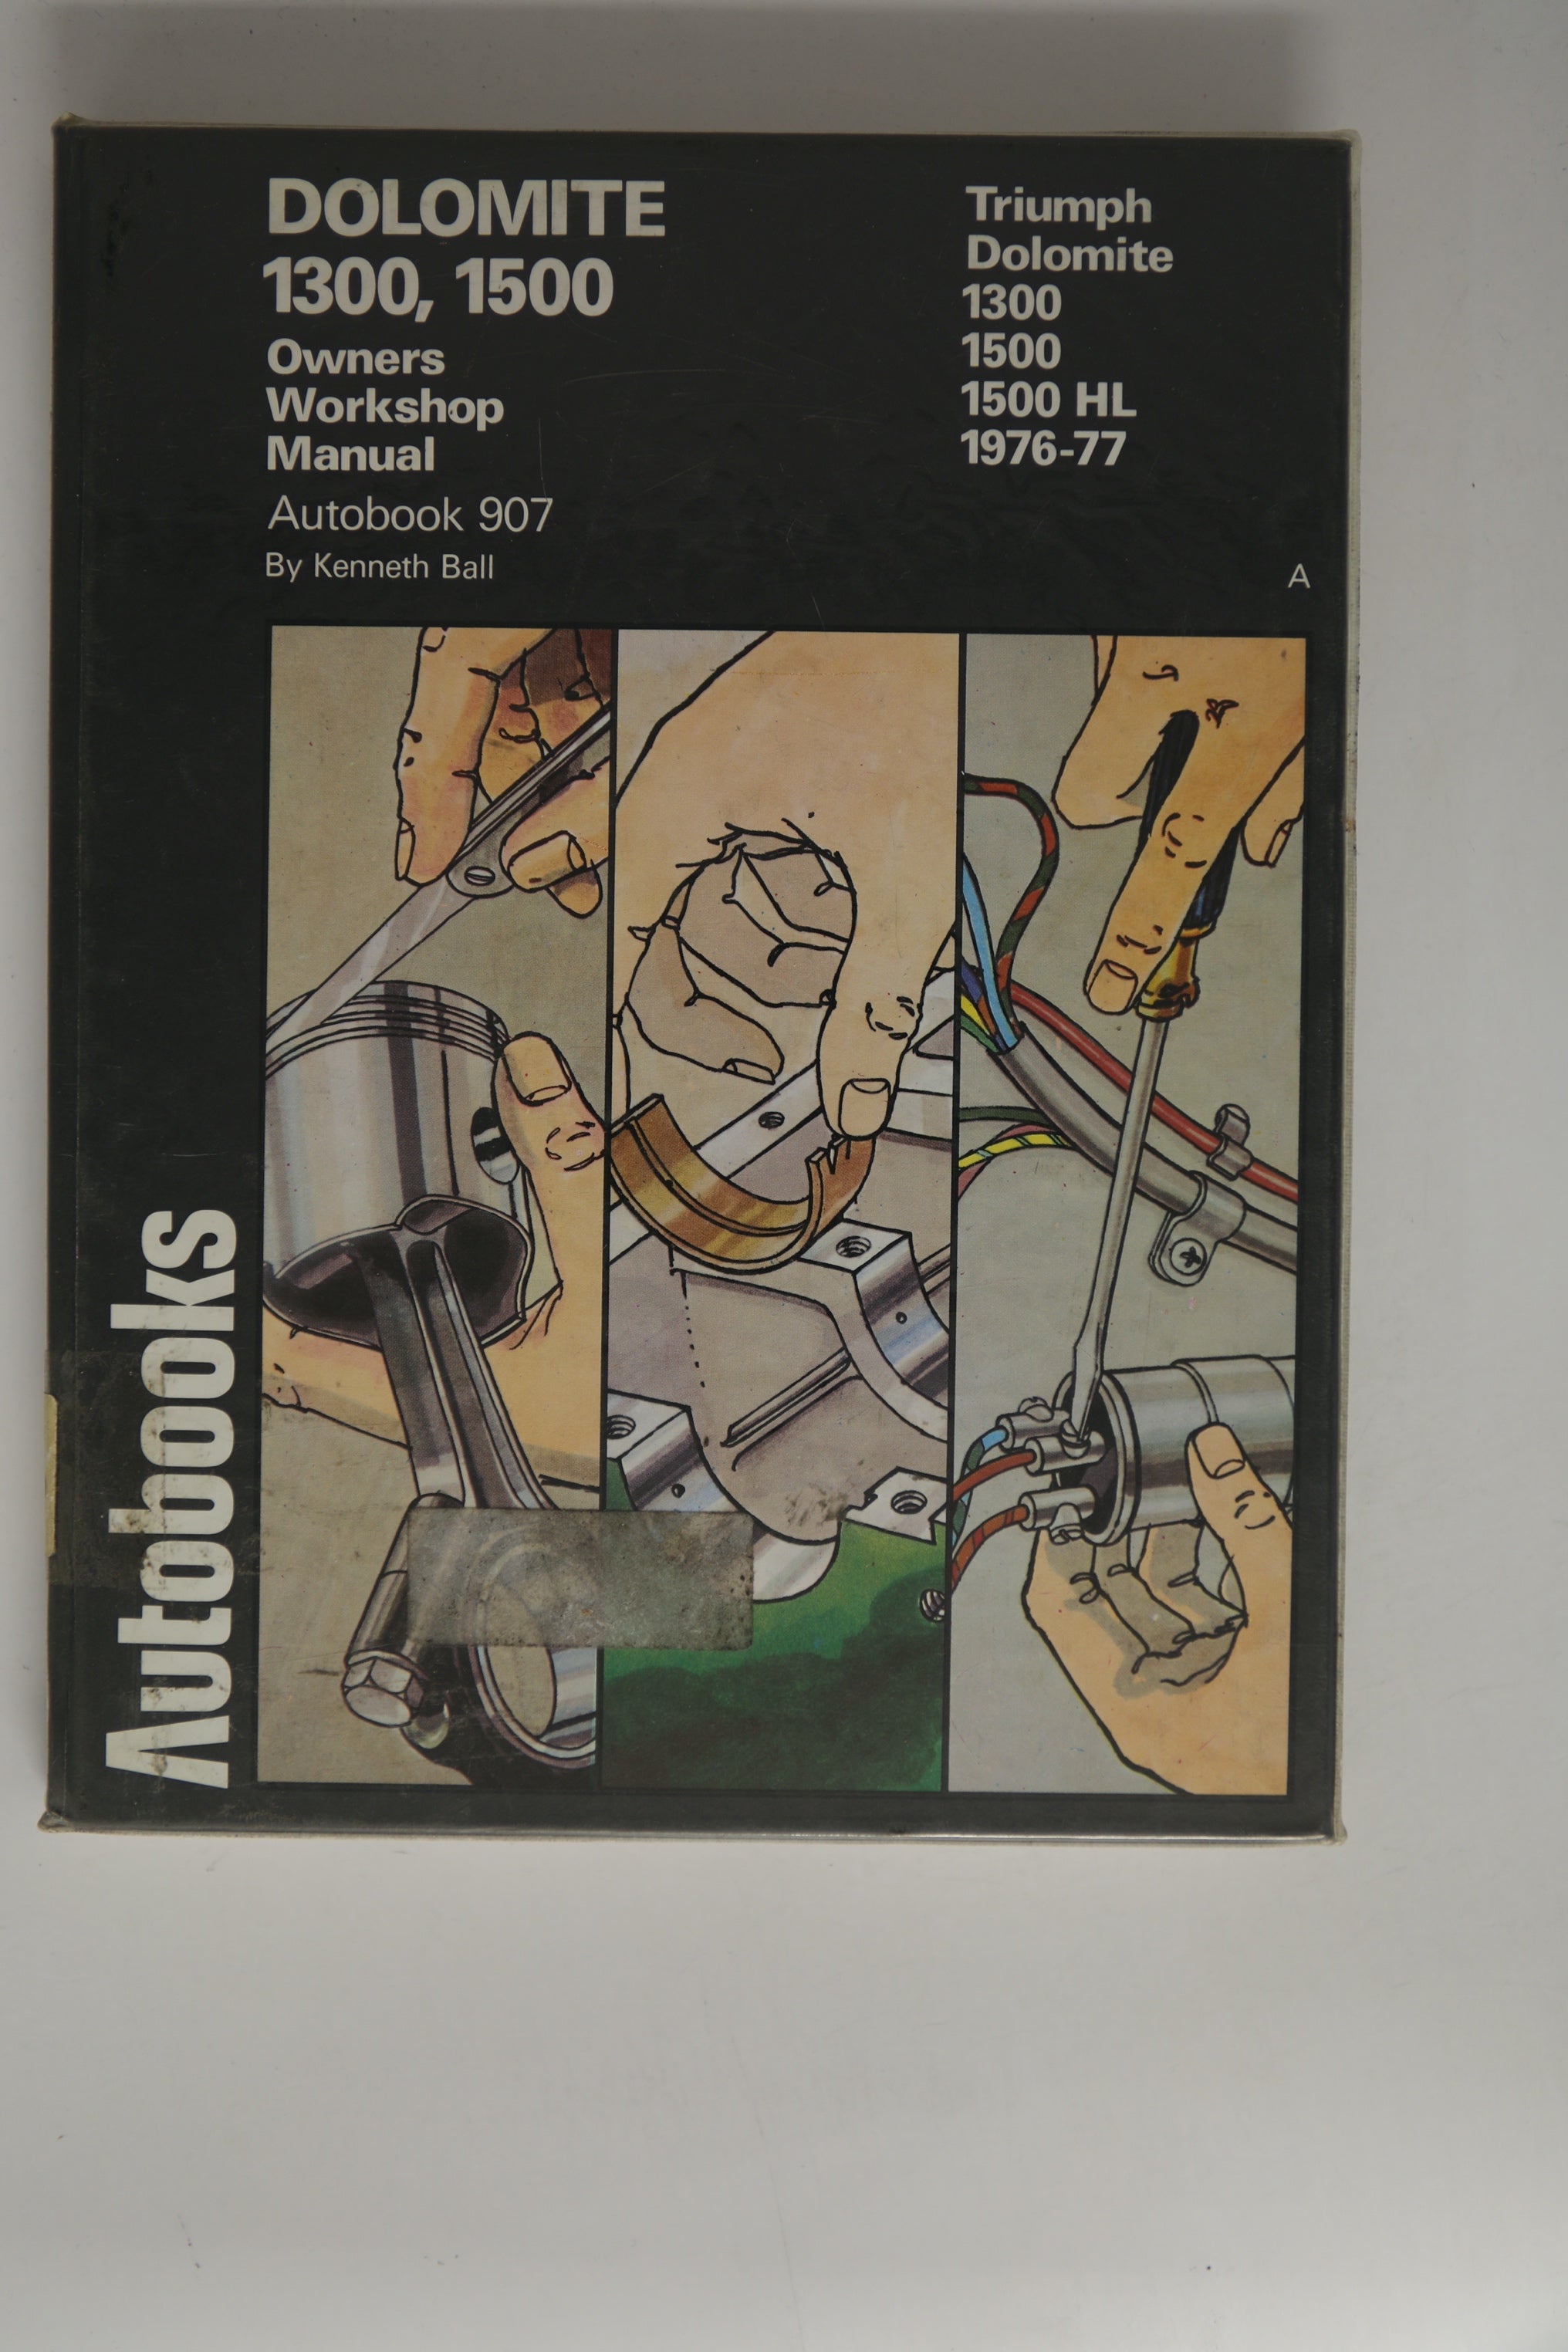 DOLOMITE
1300, 1500
Owners
Workshop
Manual
Autobook 907
By Kenneth Ball
Triumph
Dolomite
1300
1500
1500 HL
1976-77
A
Autobooks